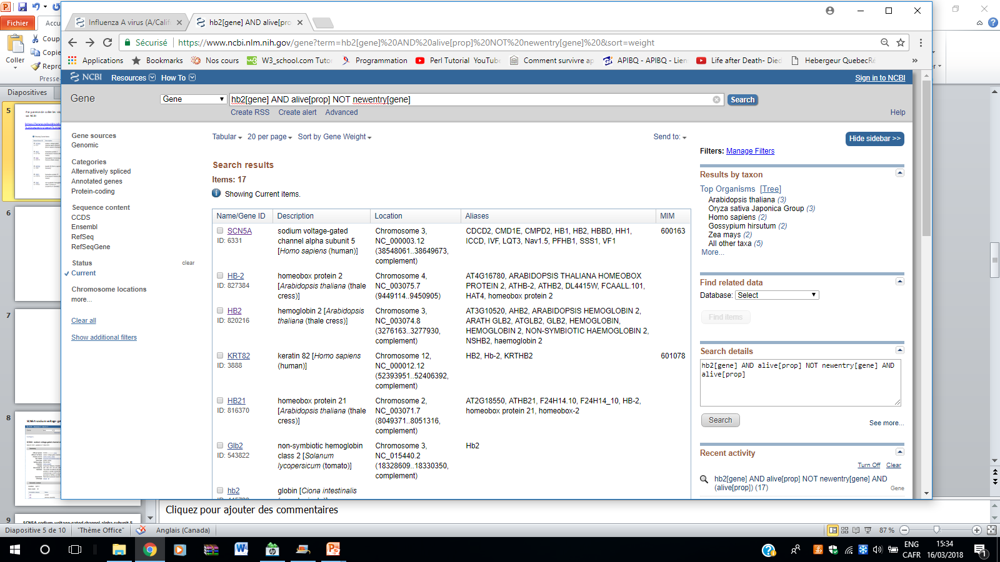 Fichier
Accu
Coller
Coup
Copie
Repro
Presse-
Diapositives
5
Par paresse de coller les
via NCBI
6
7
8
9
Influenza A virus (A/Calif
hb2[gene] AND alive[pro
Sécurisé
https://www.ncbi.nlm.nih.gov/gene?term=hb2[gene]%20AND%20alive[prop]%20NOT%20newentry[gene]%20&sort=weight
Applications
Bookmarks
Nos cours
W3_school.com Tutor
Programmation
Perl Tutorial YouTube
Comment survivre ap
APIBQ - APIBQ - Lien
Life after Death- Died
Hebergeur QuebecRé
»
NCBI
Resources
How To
Sign in to NCBI
Gene
Gene
hb2[gene] AND alive[prop] NOT newentry[gene]
Search
Create RSS
Create alert
Advanced
Help
Gene sources
Genomic
Categories
Alternatively spliced
Annotated genes
Protein-coding
Sequence content
CCDS
Ensembl
RefSeq
RefSeqGene
Status
clear
Current
Chromosome locations
more...
Clear all
Show additional filters
Tabular
20 per page
Sort by Gene Weight
Send to:
Search results
Items: 17
Showing Current items.
Name/Gene ID
Description
Location
Aliases
MIM
SCN5A
ID: 6331
sodium voltage-gated
channel alpha subunit 5
[Homo sapiens (human)]
Chromosome 3,
NC_000003.12
(38548061..38649673,
complement)
CDCD2, CMD1E, CMPD2, HB1, HB2, HBBD, HH1,
ICCD, IVF, LQT3, Nav1.5, PFHB1, SSS1, VF1
600163
HB-2
ID: 827384
homeobox protein 2
[Arabidopsis thaliana (thale
cress)]
Chromosome 4,
NC_003075.7
(9449114..9450905)
AT4G16780, ARABIDOPSIS THALIANA HOMEOBOX
PROTEIN 2, ATHB-2, ATHB2, DL4415W, FCAALL.101,
HAT4, homeobox protein 2
HB2
ID: 820216
hemoglobin 2 [Arabidopsis
thaliana (thale cress)]
Chromosome 3,
NC_003074.8
(3276163..3277930,
complement)
AT3G10520, AHB2, ARABIDOPSIS HEMOGLOBIN 2,
ARATH GLB2, ATGLB2, GLB2, HEMOGLOBIN,
HEMOGLOBIN 2, NON-SYMBIOTIC HAEMOGLOBIN 2,
NSHB2, haemoglobin 2
KRT82
ID: 3888
keratin 82 [Homo sapiens
(human)]
Chromosome 12,
NC_000012.12
(52393951..52406392,
complement)
HB2, Hb-2, KRTHB2
601078
HB21
ID: 816370
homeobox protein 21
[Arabidopsis thaliana (thale
cress)]
Chromosome 2,
NC_003071.7
(8049371..8051316,
complement)
AT2G18550, ATHB21, F24H14.10, F24H14_10, HB-2,
homeobox protein 21, homeobox-2
Glb2
ID: 543822
non-symbiotic hemoglobin
class 2 [Solanum
lycopersicum (tomato)]
Chromosome 3,
NC_015440.2
(18328609..18330350,
complement)
Hb2
hb2
globin [Ciona intestinalis
Hide sidebar >>
Filters: Manage Filters
Results by taxon
Top Organisms [Tree]
Arabidopsis thaliana (3)
Oryza sativa Japonica Group (3)
Homo sapiens (2)
Gossypium hirsutum (2)
Zea mays (2)
All other taxa (5)
More...
Find related data
Database: Select
Find items
Search details
hb2[gene] AND alive[prop] NOT newentry[gene] AND
alive[prop]
Search
See more...
Recent activity
Turn Off
Clear
hb2[gene] AND alive[prop] NOT newentry[gene] AND
(alive[prop]) (17)
Gene
Cliquez pour ajouter des commentaires
Diapositive 5 de 10
"Thème Office"
Anglais (Canada)
87 %
ENG
CAFR
15:34
16/03/2018
1